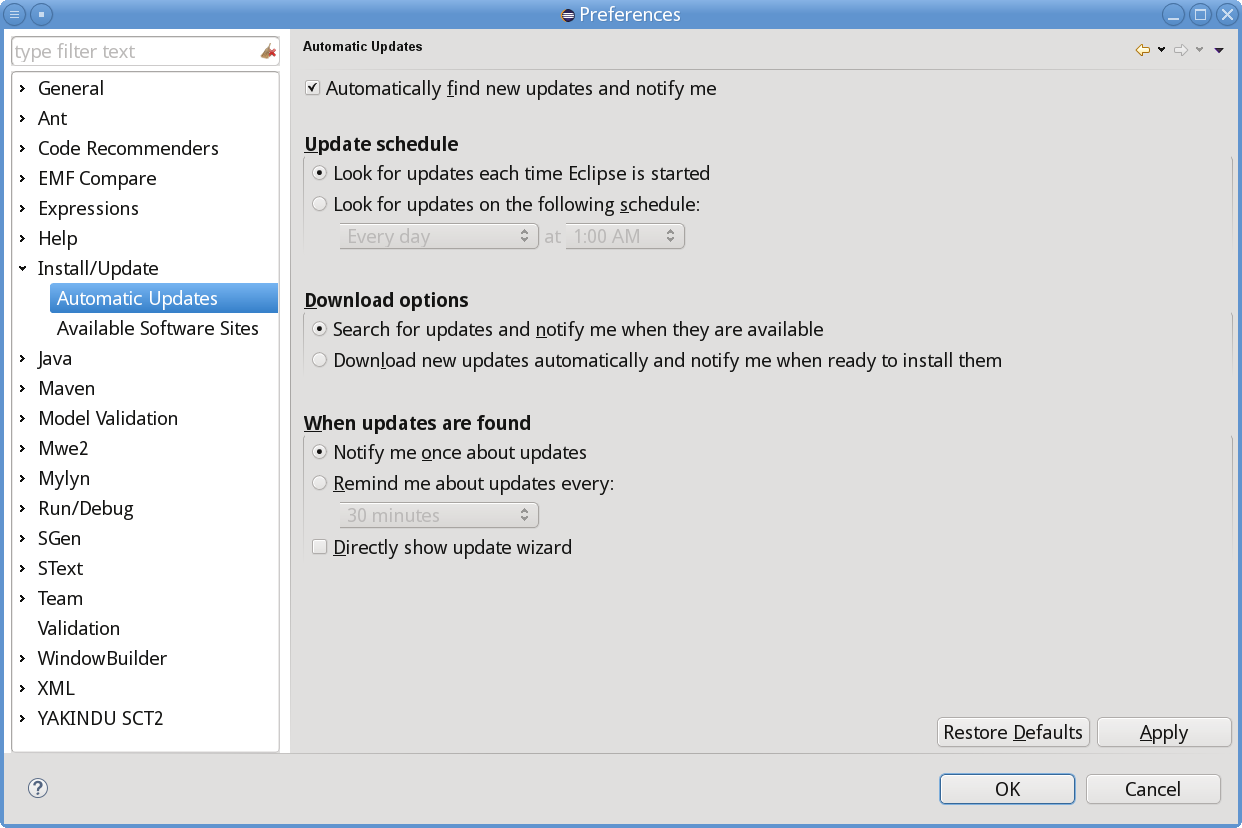 Preferences
type filter text
General
Ant
Code Recommenders
EMF Compare
Expressions
Help
Install/Update
Automatic Updates
Available Software Sites
Java
Maven
Model Validation
Mwe2
Mylyn
Run/Debug
SGen
SText
Team
Validation
WindowBuilder
XML
YAKINDU SCT2
Automatic Updates
Automatically find new updates and notify me
Update schedule
Look for updates each time Eclipse is started
Look for updates on the following schedule:
Every day at 1:00 AM
Download options
Search for updates and notify me when they are available
Download new updates automatically and notify me when ready to install them
When updates are found
Notify me once about updates
Remind me about updates every:
30 minutes
Directly show update wizard
Restore Defaults Apply
? OK Cancel